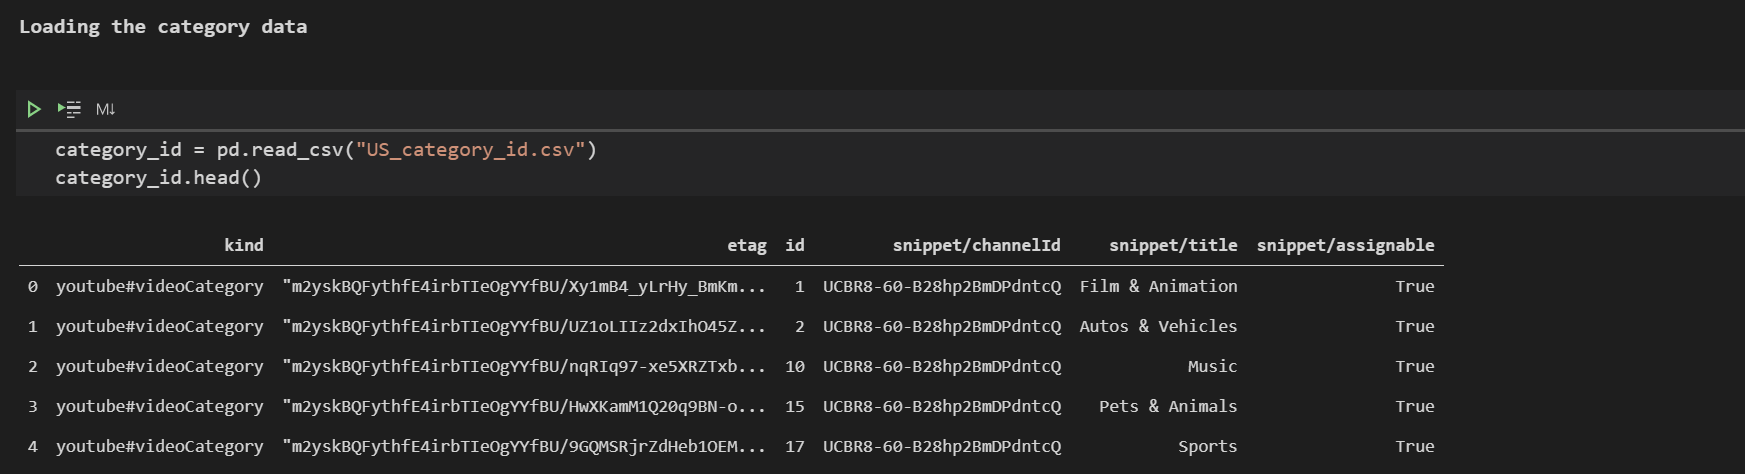 Loading the category data
M↓
category_id = pd.read_csv("US_category_id.csv")
category_id.head()
kind etag id snippet/channelId snippet/title snippet/assignable
0 youtube#videoCategory "m2yskBQFythfE4irbTIeOgYYfBU/Xy1mB4_yLrHy_BmKm... 1 UCBR8-60-B28hp2BmDPdntcQ Film & Animation True
1 youtube#videoCategory "m2yskBQFythfE4irbTIeOgYYfBU/UZ1oLIIz2dxIhO45Z... 2 UCBR8-60-B28hp2BmDPdntcQ Autos & Vehicles True
2 youtube#videoCategory "m2yskBQFythfE4irbTIeOgYYfBU/nqRIq97-xe5XRZTxb... 10 UCBR8-60-B28hp2BmDPdntcQ Music True
3 youtube#videoCategory "m2yskBQFythfE4irbTIeOgYYfBU/HwXKamM1Q20q9BN-o... 15 UCBR8-60-B28hp2BmDPdntcQ Pets & Animals True
4 youtube#videoCategory "m2yskBQFythfE4irbTIeOgYYfBU/9GQMSRjrZdHeb1OEM... 17 UCBR8-60-B28hp2BmDPdntcQ Sports True